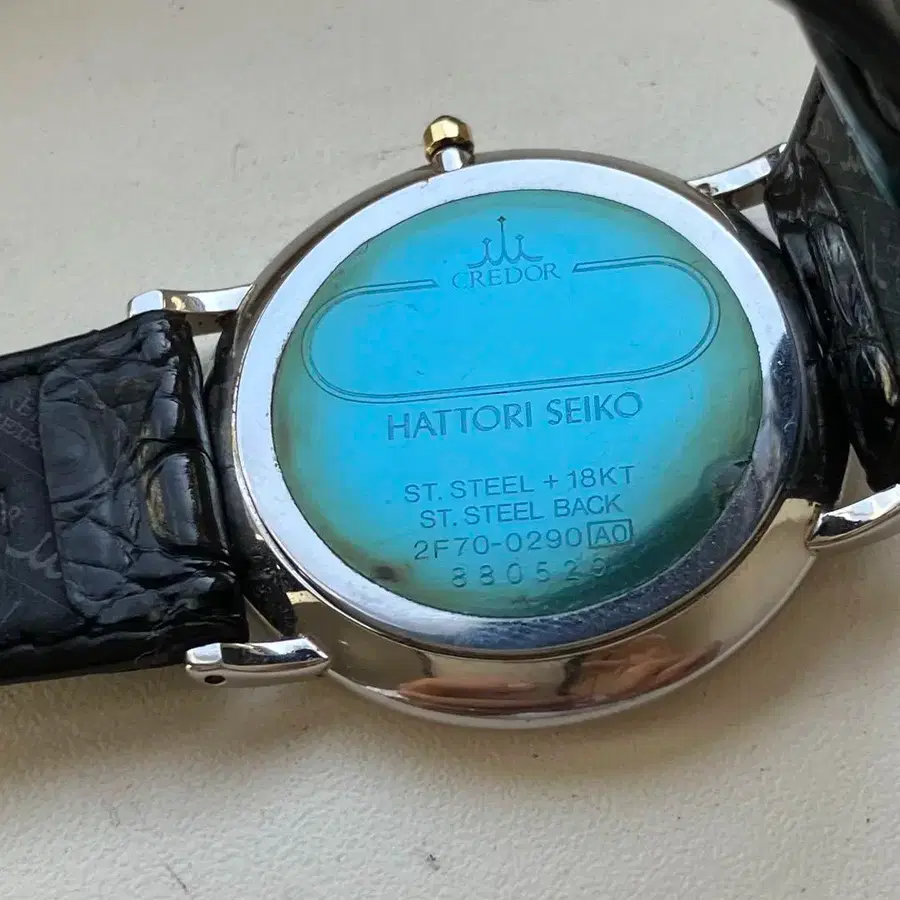 CREDOR
HATTORI SEIKO
ST. STEEL + 18KT
ST. STEEL BACK
2F70-0290 A0
880529